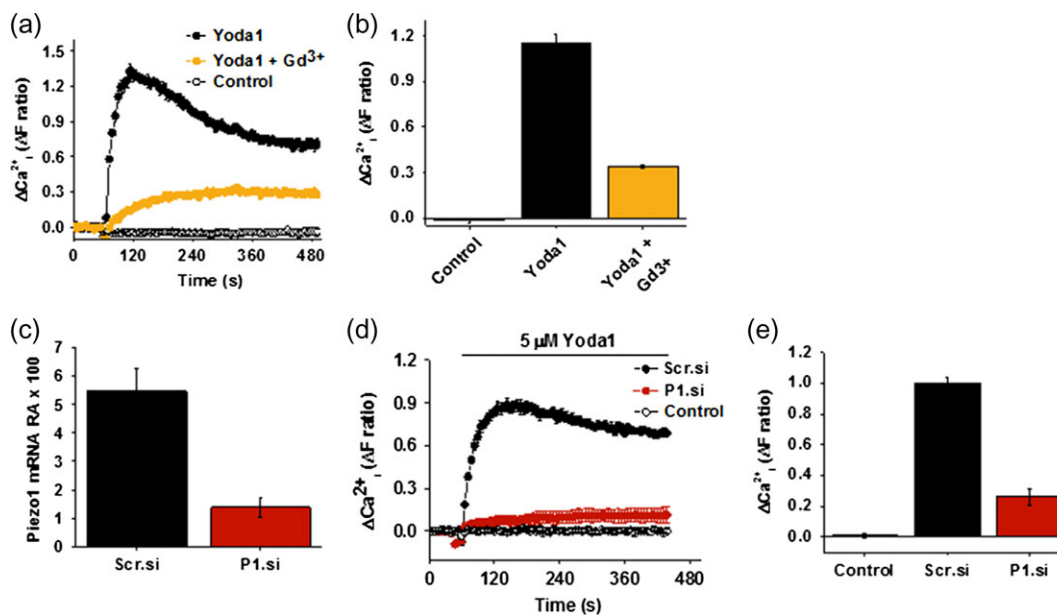 (a)
Yoda1
Yoda1 + Gd3+
Control
ΔCa2+i (ΔF ratio)
1.5
1.2
0.9
0.6
0.3
0.0
0 120 240 360 480
Time (s)
(b)
ΔCa2+i (ΔF ratio)
1.2
0.9
0.6
0.3
0.0
Control
Yoda1
Yoda1 +
Gd3+
(c)
Piezo1 mRNA RA x 100
7
6
5
4
3
2
1
0
Scr.si P1.si
(d)
5 µM Yoda1
Scr.si
P1.si
Control
ΔCa2+i (ΔF ratio)
1.2
0.9
0.6
0.3
0.0
0 120 240 360 480
Time (s)
(e)
ΔCa2+i (ΔF ratio)
1.2
1.0
0.8
0.6
0.4
0.2
0.0
Control Scr.si P1.si